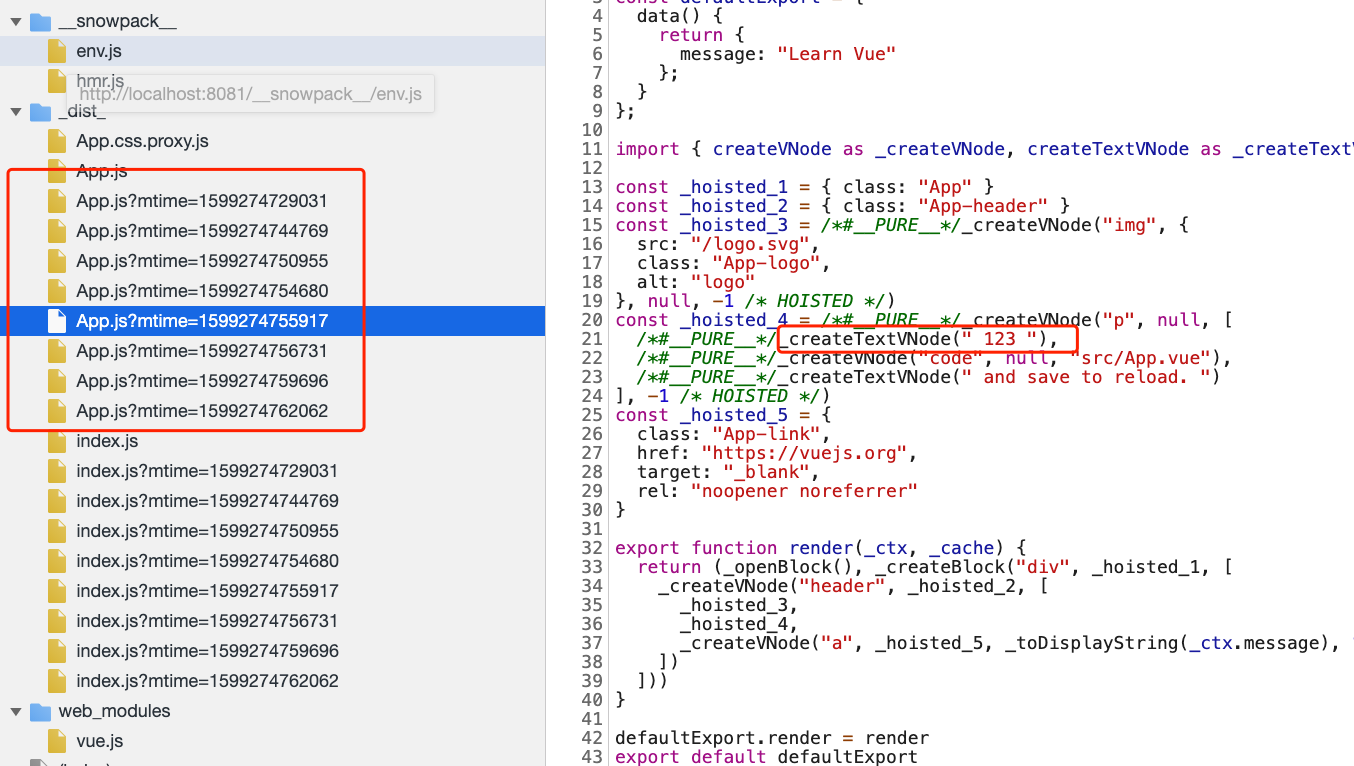 __snowpack__
env.js
hmr.js
http://localhost:8081/__snowpack__/env.js
_dist_
App.css.proxy.js
App.js
App.js?mtime=1599274729031
App.js?mtime=1599274744769
App.js?mtime=1599274750955
App.js?mtime=1599274754680
App.js?mtime=1599274755917
App.js?mtime=1599274756731
App.js?mtime=1599274759696
App.js?mtime=1599274762062
index.js
index.js?mtime=1599274729031
index.js?mtime=1599274744769
index.js?mtime=1599274750955
index.js?mtime=1599274754680
index.js?mtime=1599274755917
index.js?mtime=1599274756731
index.js?mtime=1599274759696
index.js?mtime=1599274762062
web_modules
vue.js
3 const defaultExport = {
4   data() {
5     return {
6       message: "Learn Vue"
7     };
8   }
9 };
10
11 import { createVNode as _createVNode, createTextVNode as _createText
12
13 const _hoisted_1 = { class: "App" }
14 const _hoisted_2 = { class: "App-header" }
15 const _hoisted_3 = /*#__PURE__*/_createVNode("img", {
16   src: "/logo.svg",
17   class: "App-logo",
18   alt: "logo"
19 }, null, -1 /* HOISTED */)
20 const _hoisted_4 = /*#__PURE__*/_createVNode("p", null, [
21   /*#__PURE__*/_createTextVNode(" 123 "),
22   /*#__PURE__*/_createVNode("code", null, "src/App.vue"),
23   /*#__PURE__*/_createTextVNode(" and save to reload. ")
24 ], -1 /* HOISTED */)
25 const _hoisted_5 = {
26   class: "App-link",
27   href: "https://vuejs.org",
28   target: "_blank",
29   rel: "noopener noreferrer"
30 }
31
32 export function render(_ctx, _cache) {
33   return (_openBlock(), _createBlock("div", _hoisted_1, [
34     _createVNode("header", _hoisted_2, [
35       _hoisted_3,
36       _hoisted_4,
37       _createVNode("a", _hoisted_5, _toDisplayString(_ctx.message),
38     ])
39   ]))
40 }
41
42 defaultExport.render = render
43 export default defaultExport